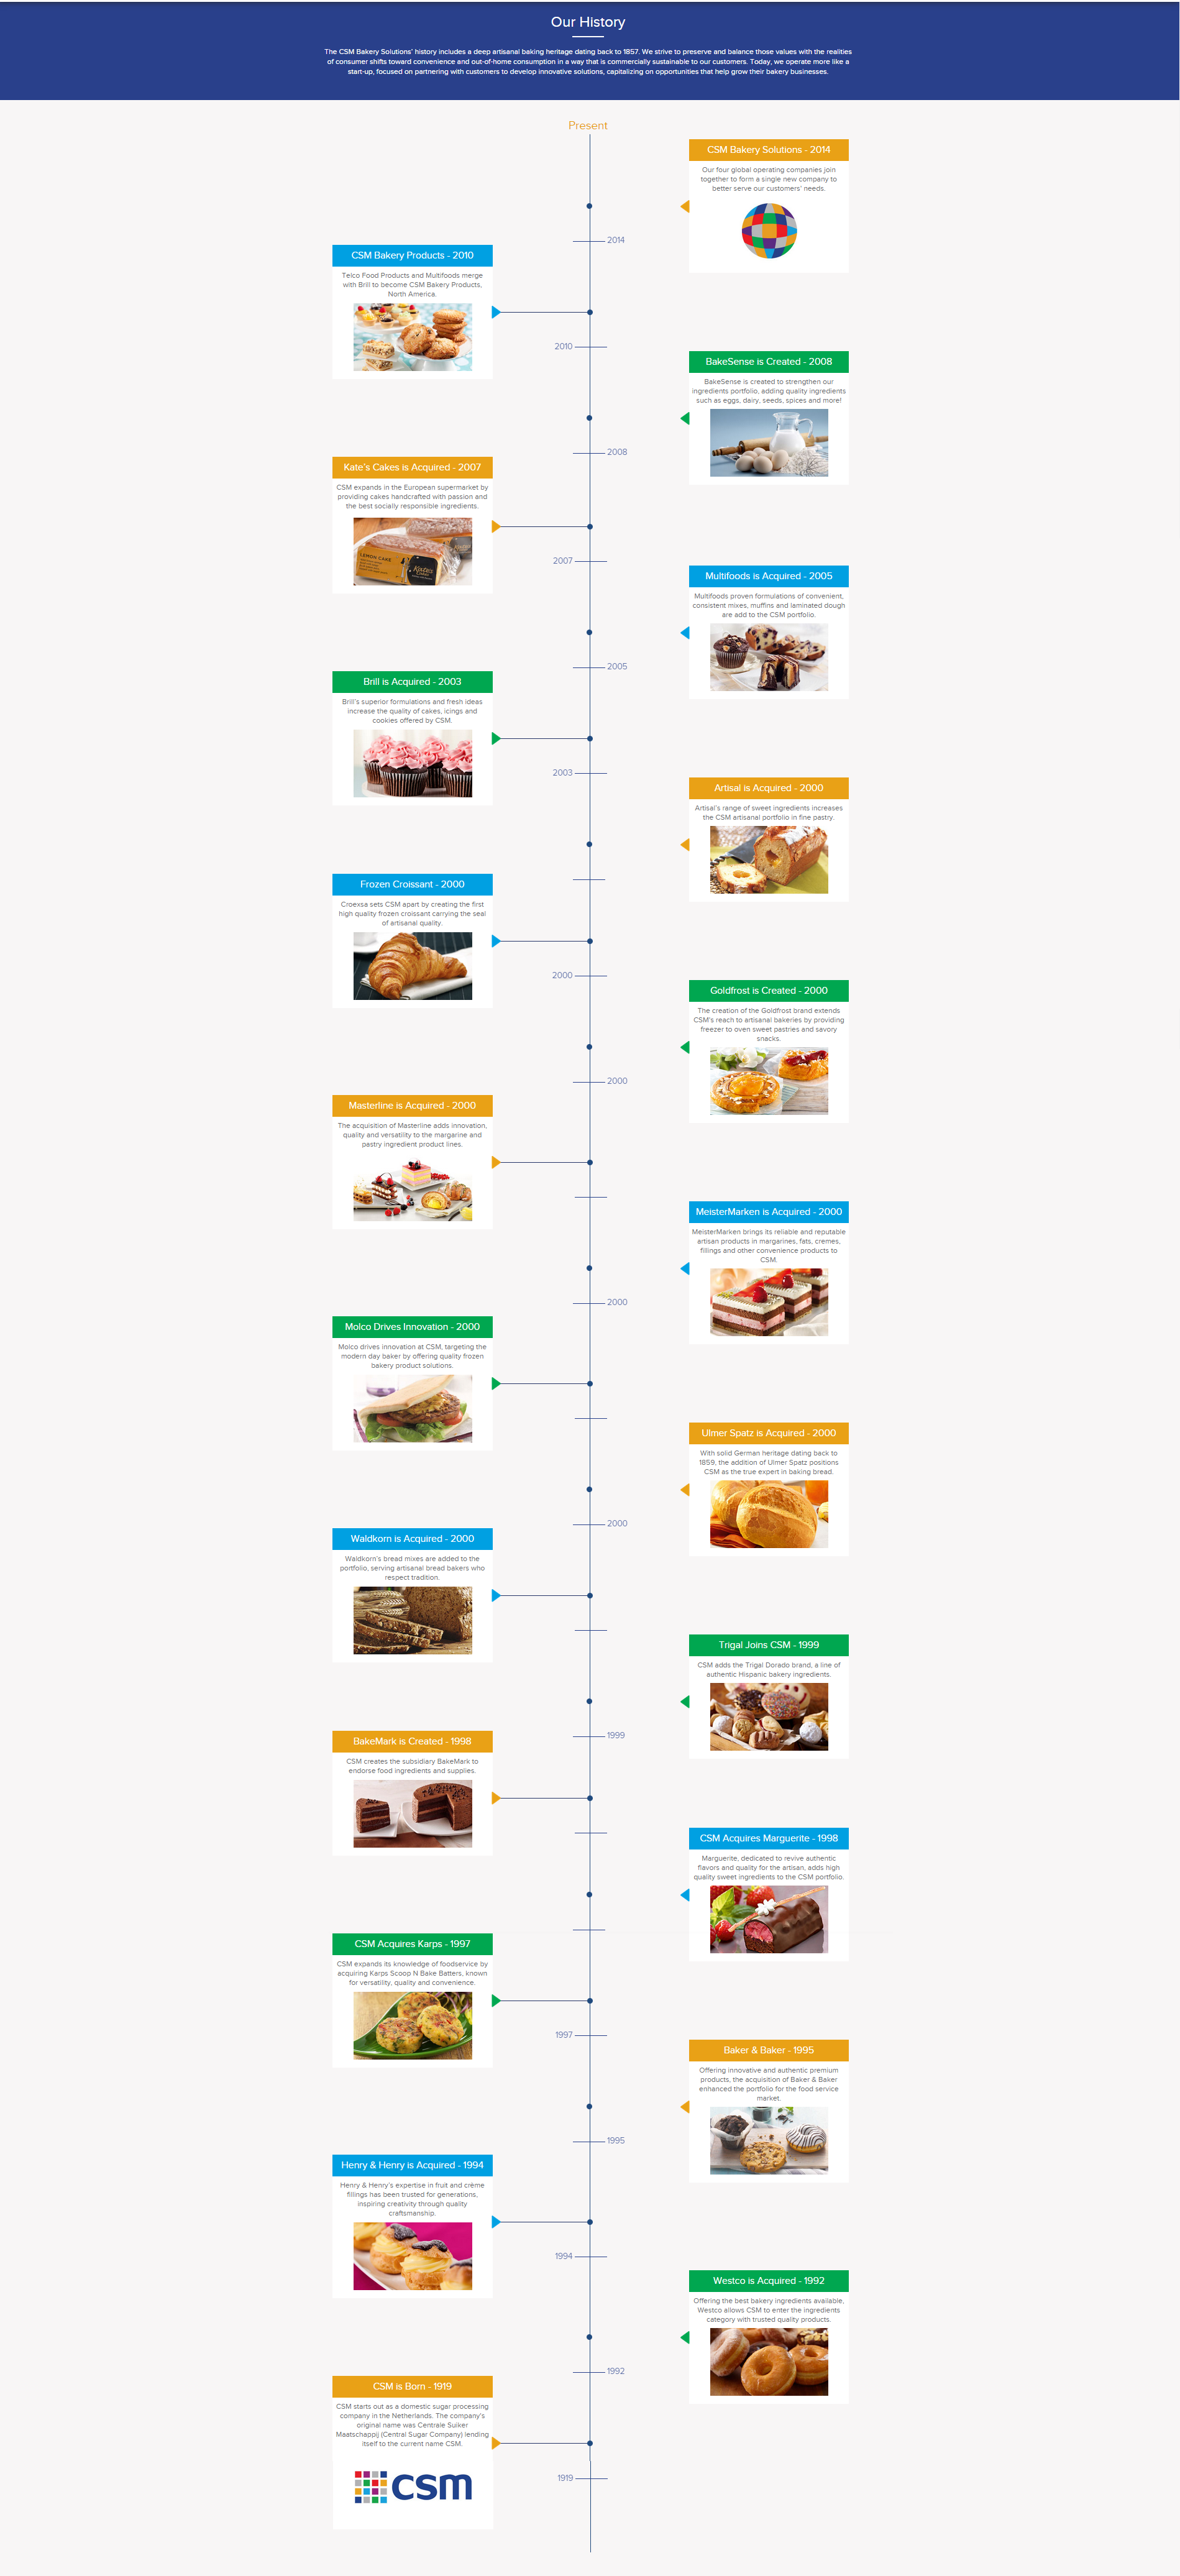 Our History
The CSM Bakery Solutions' history includes a deep artisanal baking heritage dating back to 1857. We strive to preserve and balance those values with the realities
of consumer shifts toward convenience and out-of-home consumption in a way that is commercially sustainable to our customers. Today, we operate more like a
start-up, focused on partnering with customers to develop innovative solutions, capitalizing on opportunities that help grow their bakery businesses.
Present
CSM Bakery Solutions - 2014
Our four global operating companies join
together to form a single new company to
better serve our customers' needs.
2014
CSM Bakery Products - 2010
Telco Food Products and Multifoods merge
with Brill to become CSM Bakery Products,
North America.
2010
BakeSense is Created - 2008
BakeSense is created to strengthen our
ingredients portfolio, adding quality ingredients
such as eggs, dairy, seeds, spices and more!
2008
Kate's Cakes is Acquired - 2007
CSM expands in the European supermarket by
providing cakes handcrafted with passion and
the best socially responsible ingredients.
LEMON CAKE
2007
Multifoods is Acquired - 2005
Multifoods proven formulations of convenient,
consistent mixes, muffins and laminated dough
are add to the CSM portfolio.
2005
Brill is Acquired - 2003
Brill's superior formulations and fresh ideas
increase the quality of cakes, icings and
cookies offered by CSM.
2003
Artisal is Acquired - 2000
Artisal's range of sweet ingredients increases
the CSM artisanal portfolio in fine pastry.
Frozen Croissant - 2000
Croexsa sets CSM apart by creating the first
high quality frozen croissant carrying the seal
of artisanal quality.
2000
Goldfrost is Created - 2000
The creation of the Goldfrost brand extends
CSM's reach to artisanal bakeries by providing
freezer to oven sweet pastries and savory
snacks.
2000
Masterline is Acquired - 2000
The acquisition of Masterline adds innovation,
quality and versatility to the margarine and
pastry ingredient product lines.
MeisterMarken is Acquired - 2000
MeisterMarken brings its reliable and reputable
artisan products in margarines, fats, cremes,
fillings and other convenience products to
CSM.
2000
Molco Drives Innovation - 2000
Molco drives innovation at CSM, targeting the
modern day baker by offering quality frozen
bakery product solutions.
Ulmer Spatz is Acquired - 2000
With solid German heritage dating back to
1859, the addition of Ulmer Spatz positions
CSM as the true expert in baking bread.
2000
Waldkorn is Acquired - 2000
Waldkorn's bread mixes are added to the
portfolio, serving artisanal bread bakers who
respect tradition.
Trigal Joins CSM - 1999
CSM adds the Trigal Dorado brand, a line of
authentic Hispanic bakery ingredients.
1999
BakeMark is Created - 1998
CSM creates the subsidiary BakeMark to
endorse food ingredients and supplies.
CSM Acquires Marguerite - 1998
Marguerite, dedicated to revive authentic
flavors and quality for the artisan, adds high
quality sweet ingredients to the CSM portfolio.
CSM Acquires Karps - 1997
CSM expands its knowledge of foodservice by
acquiring Karps Scoop N Bake Batters, known
for versatility, quality and convenience.
1997
Baker & Baker - 1995
Offering innovative and authentic premium
products, the acquisition of Baker & Baker
enhanced the portfolio for the food service
market.
1995
Henry & Henry is Acquired - 1994
Henry & Henry's expertise in fruit and crème
fillings has been trusted for generations,
inspiring creativity through quality
craftsmanship.
1994
Westco is Acquired - 1992
Offering the best bakery ingredients available,
Westco allows CSM to enter the ingredients
category with trusted quality products.
1992
CSM is Born - 1919
CSM starts out as a domestic sugar processing
company in the Netherlands. The company's
original name was Centrale Suiker
Maatschappij (Central Sugar Company) lending
itself to the current name CSM.
csm
1919